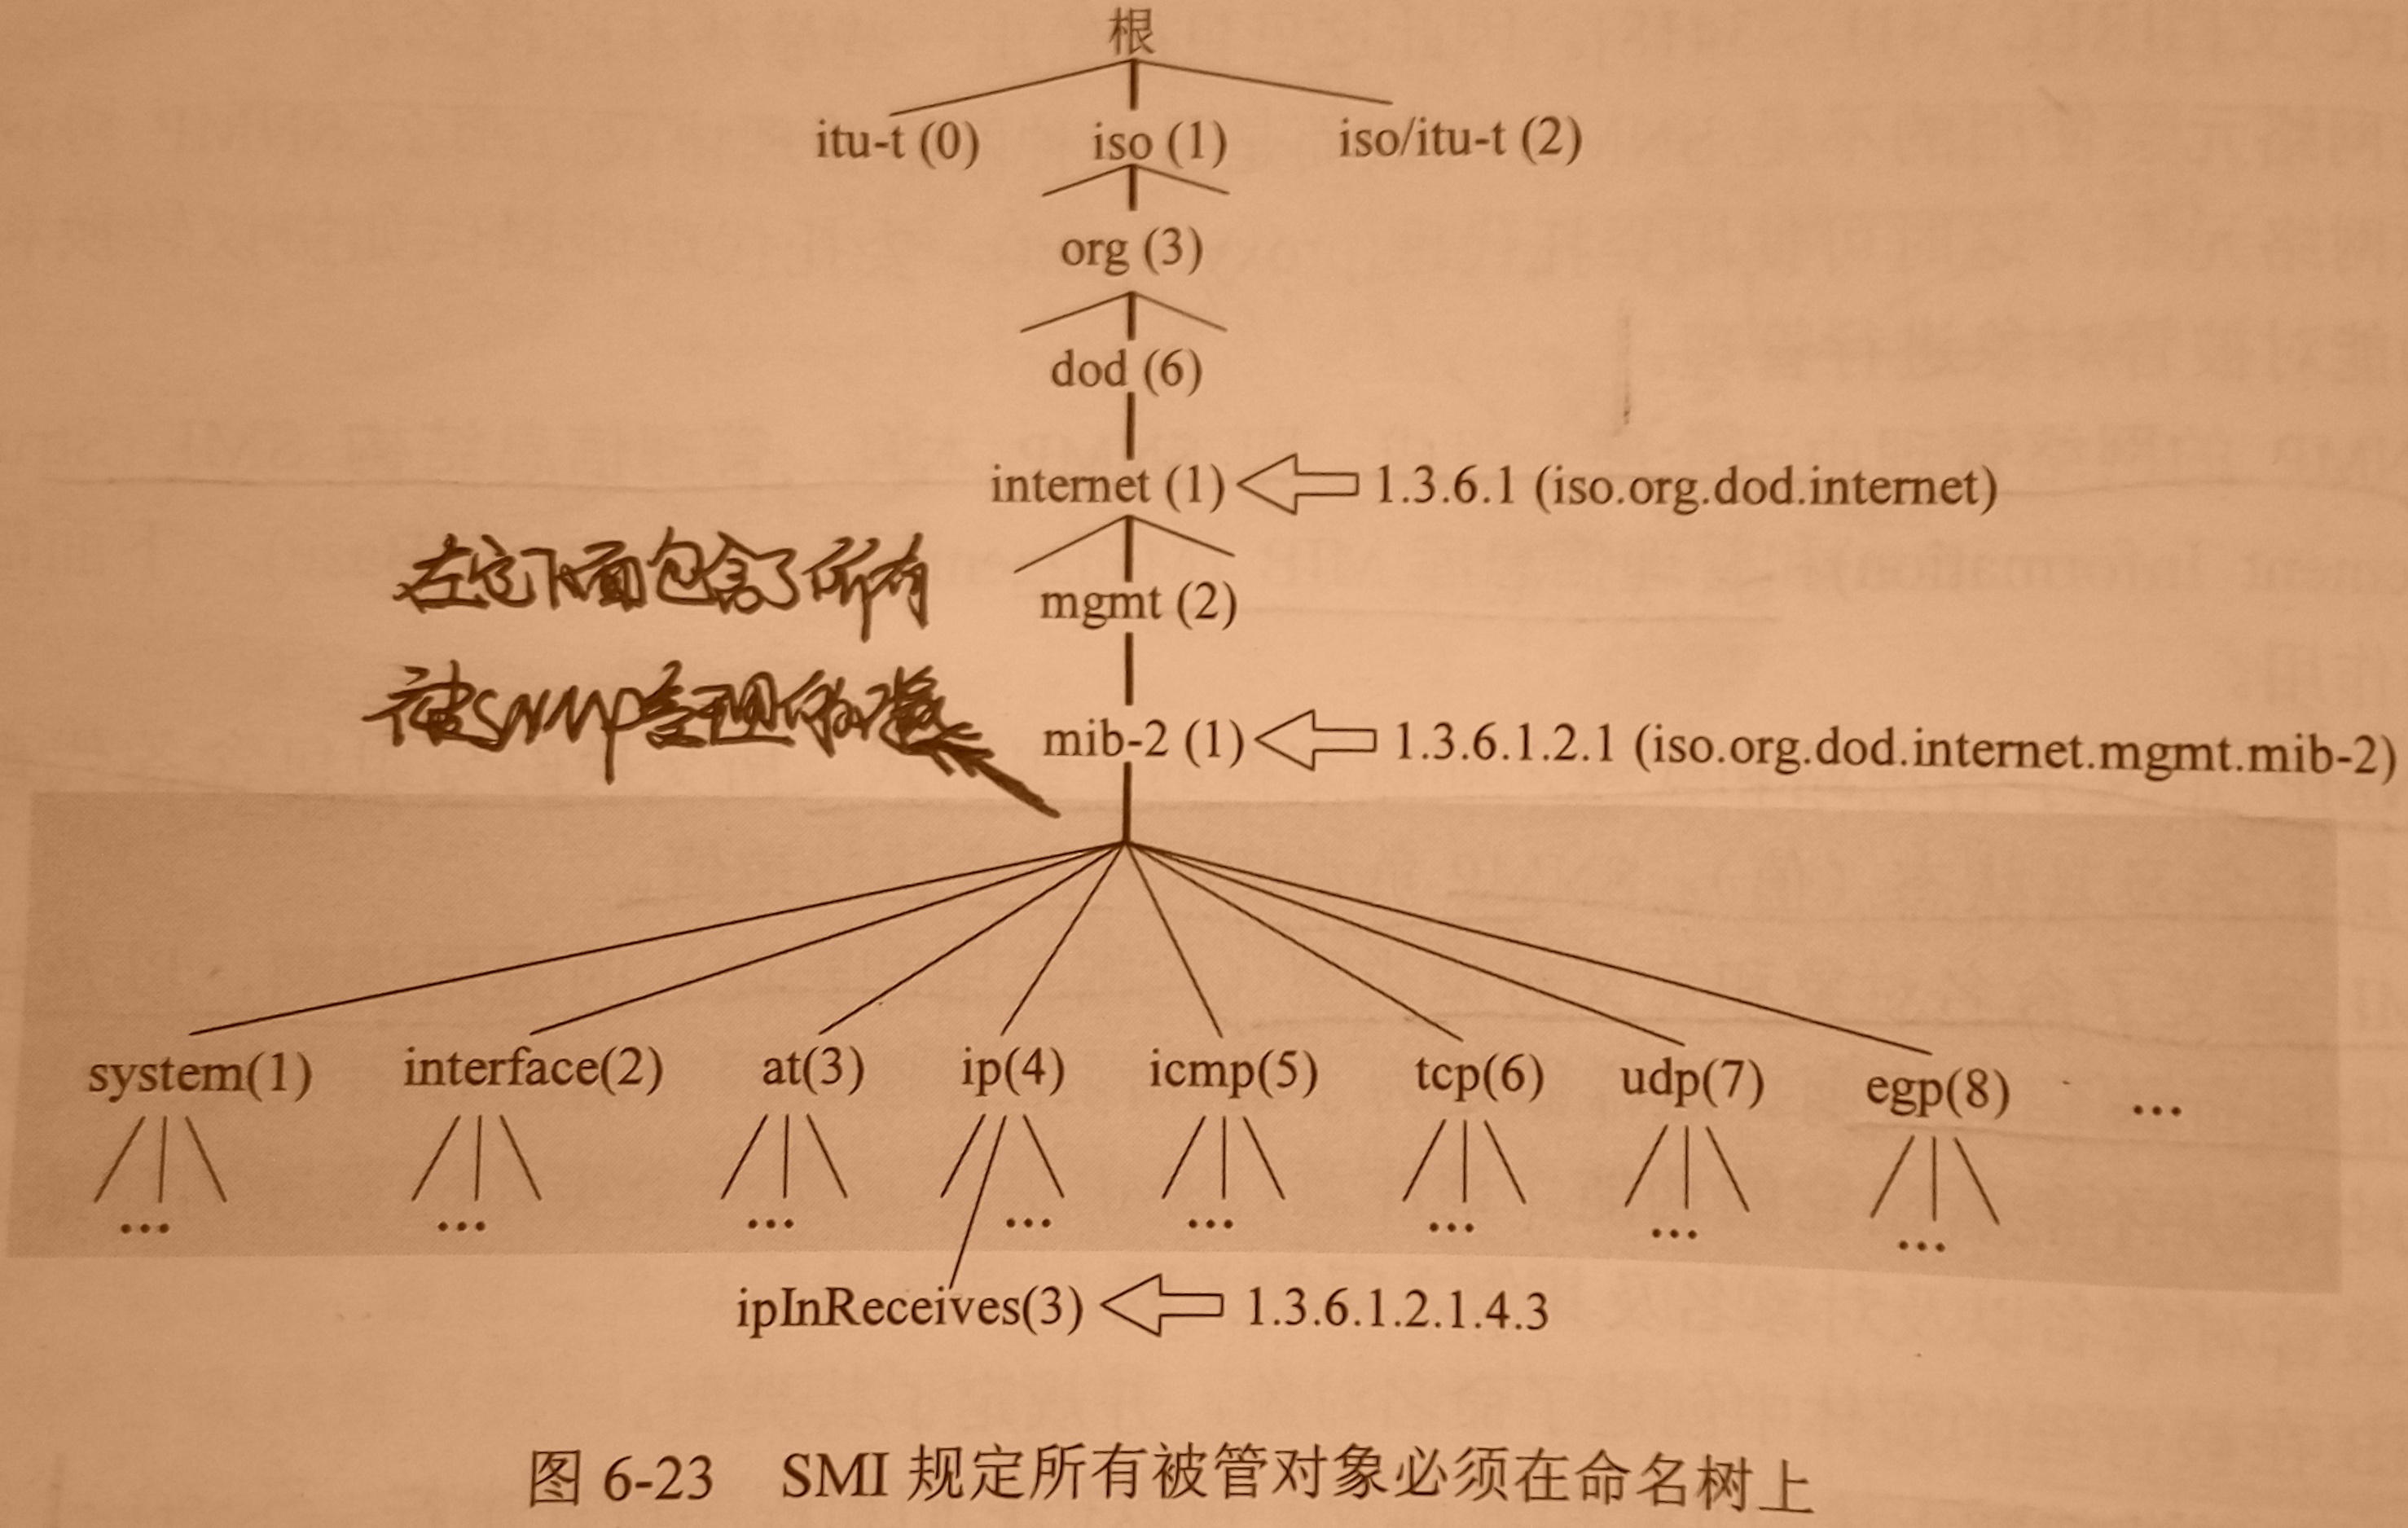 根
itu-t (0) iso (1) iso/itu-t (2)
org (3)
dod (6)
internet (1) 1.3.6.1 (iso.org.dod.internet)
在它下面包含了所有
mgmt (2)
被SNMP管理的对象
mib-2 (1) 1.3.6.1.2.1 (iso.org.dod.internet.mgmt.mib-2)
system(1) interface(2) at(3) ip(4) icmp(5) tcp(6) udp(7) egp(8) ...
... ... ... ... ... ... ... ...
ipInReceives(3) 1.3.6.1.2.1.4.3
图 6-23 SMI 规定所有被管对象必须在命名树上